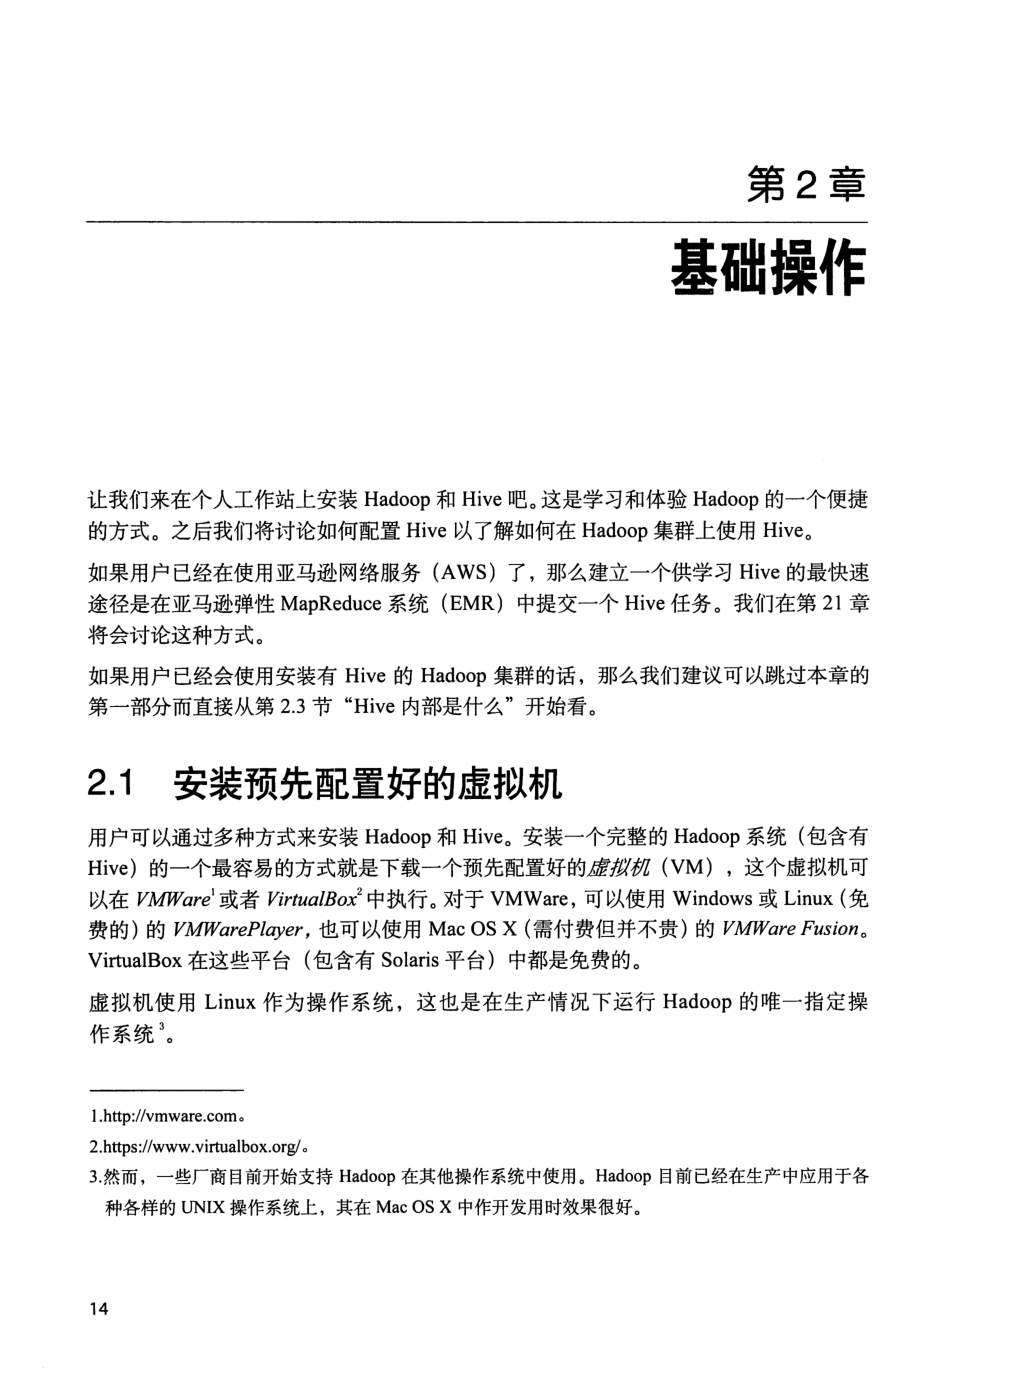 第 2 章
基础操作
让我们来在个人工作站上安装 Hadoop 和 Hive 吧。这是学习和体验 Hadoop 的一个便捷
的方式。之后我们将讨论如何配置 Hive 以了解如何在 Hadoop 集群上使用 Hive。
如果用户已经在使用亚马逊网络服务（AWS）了，那么建立一个供学习 Hive 的最快速
途径是在亚马逊弹性 MapReduce 系统（EMR）中提交一个 Hive 任务。我们在第 21 章
将会讨论这种方式。
如果用户已经会使用安装有 Hive 的 Hadoop 集群的话，那么我们建议可以跳过本章的
第一部分而直接从第 2.3 节“Hive 内部是什么”开始看。
2.1 安装预先配置好的虚拟机
用户可以通过多种方式来安装 Hadoop 和 Hive。安装一个完整的 Hadoop 系统（包含有
Hive）的一个最容易的方式就是下载一个预先配置好的虚拟机（VM），这个虚拟机可
以在 VMWare¹ 或者 VirtualBox² 中执行。对于 VMWare，可以使用 Windows 或 Linux（免
费的）的 VMWarePlayer，也可以使用 Mac OS X（需付费但并不贵）的 VMWare Fusion。
VirtualBox 在这些平台（包含有 Solaris 平台）中都是免费的。
虚拟机使用 Linux 作为操作系统，这也是在生产情况下运行 Hadoop 的唯一指定操
作系统³。
1.http://vmware.com。
2.https://www.virtualbox.org/。
3.然而，一些厂商目前开始支持 Hadoop 在其他操作系统中使用。Hadoop 目前已经在生产中应用于各
种各样的 UNIX 操作系统上，其在 Mac OS X 中作开发用时效果很好。
14